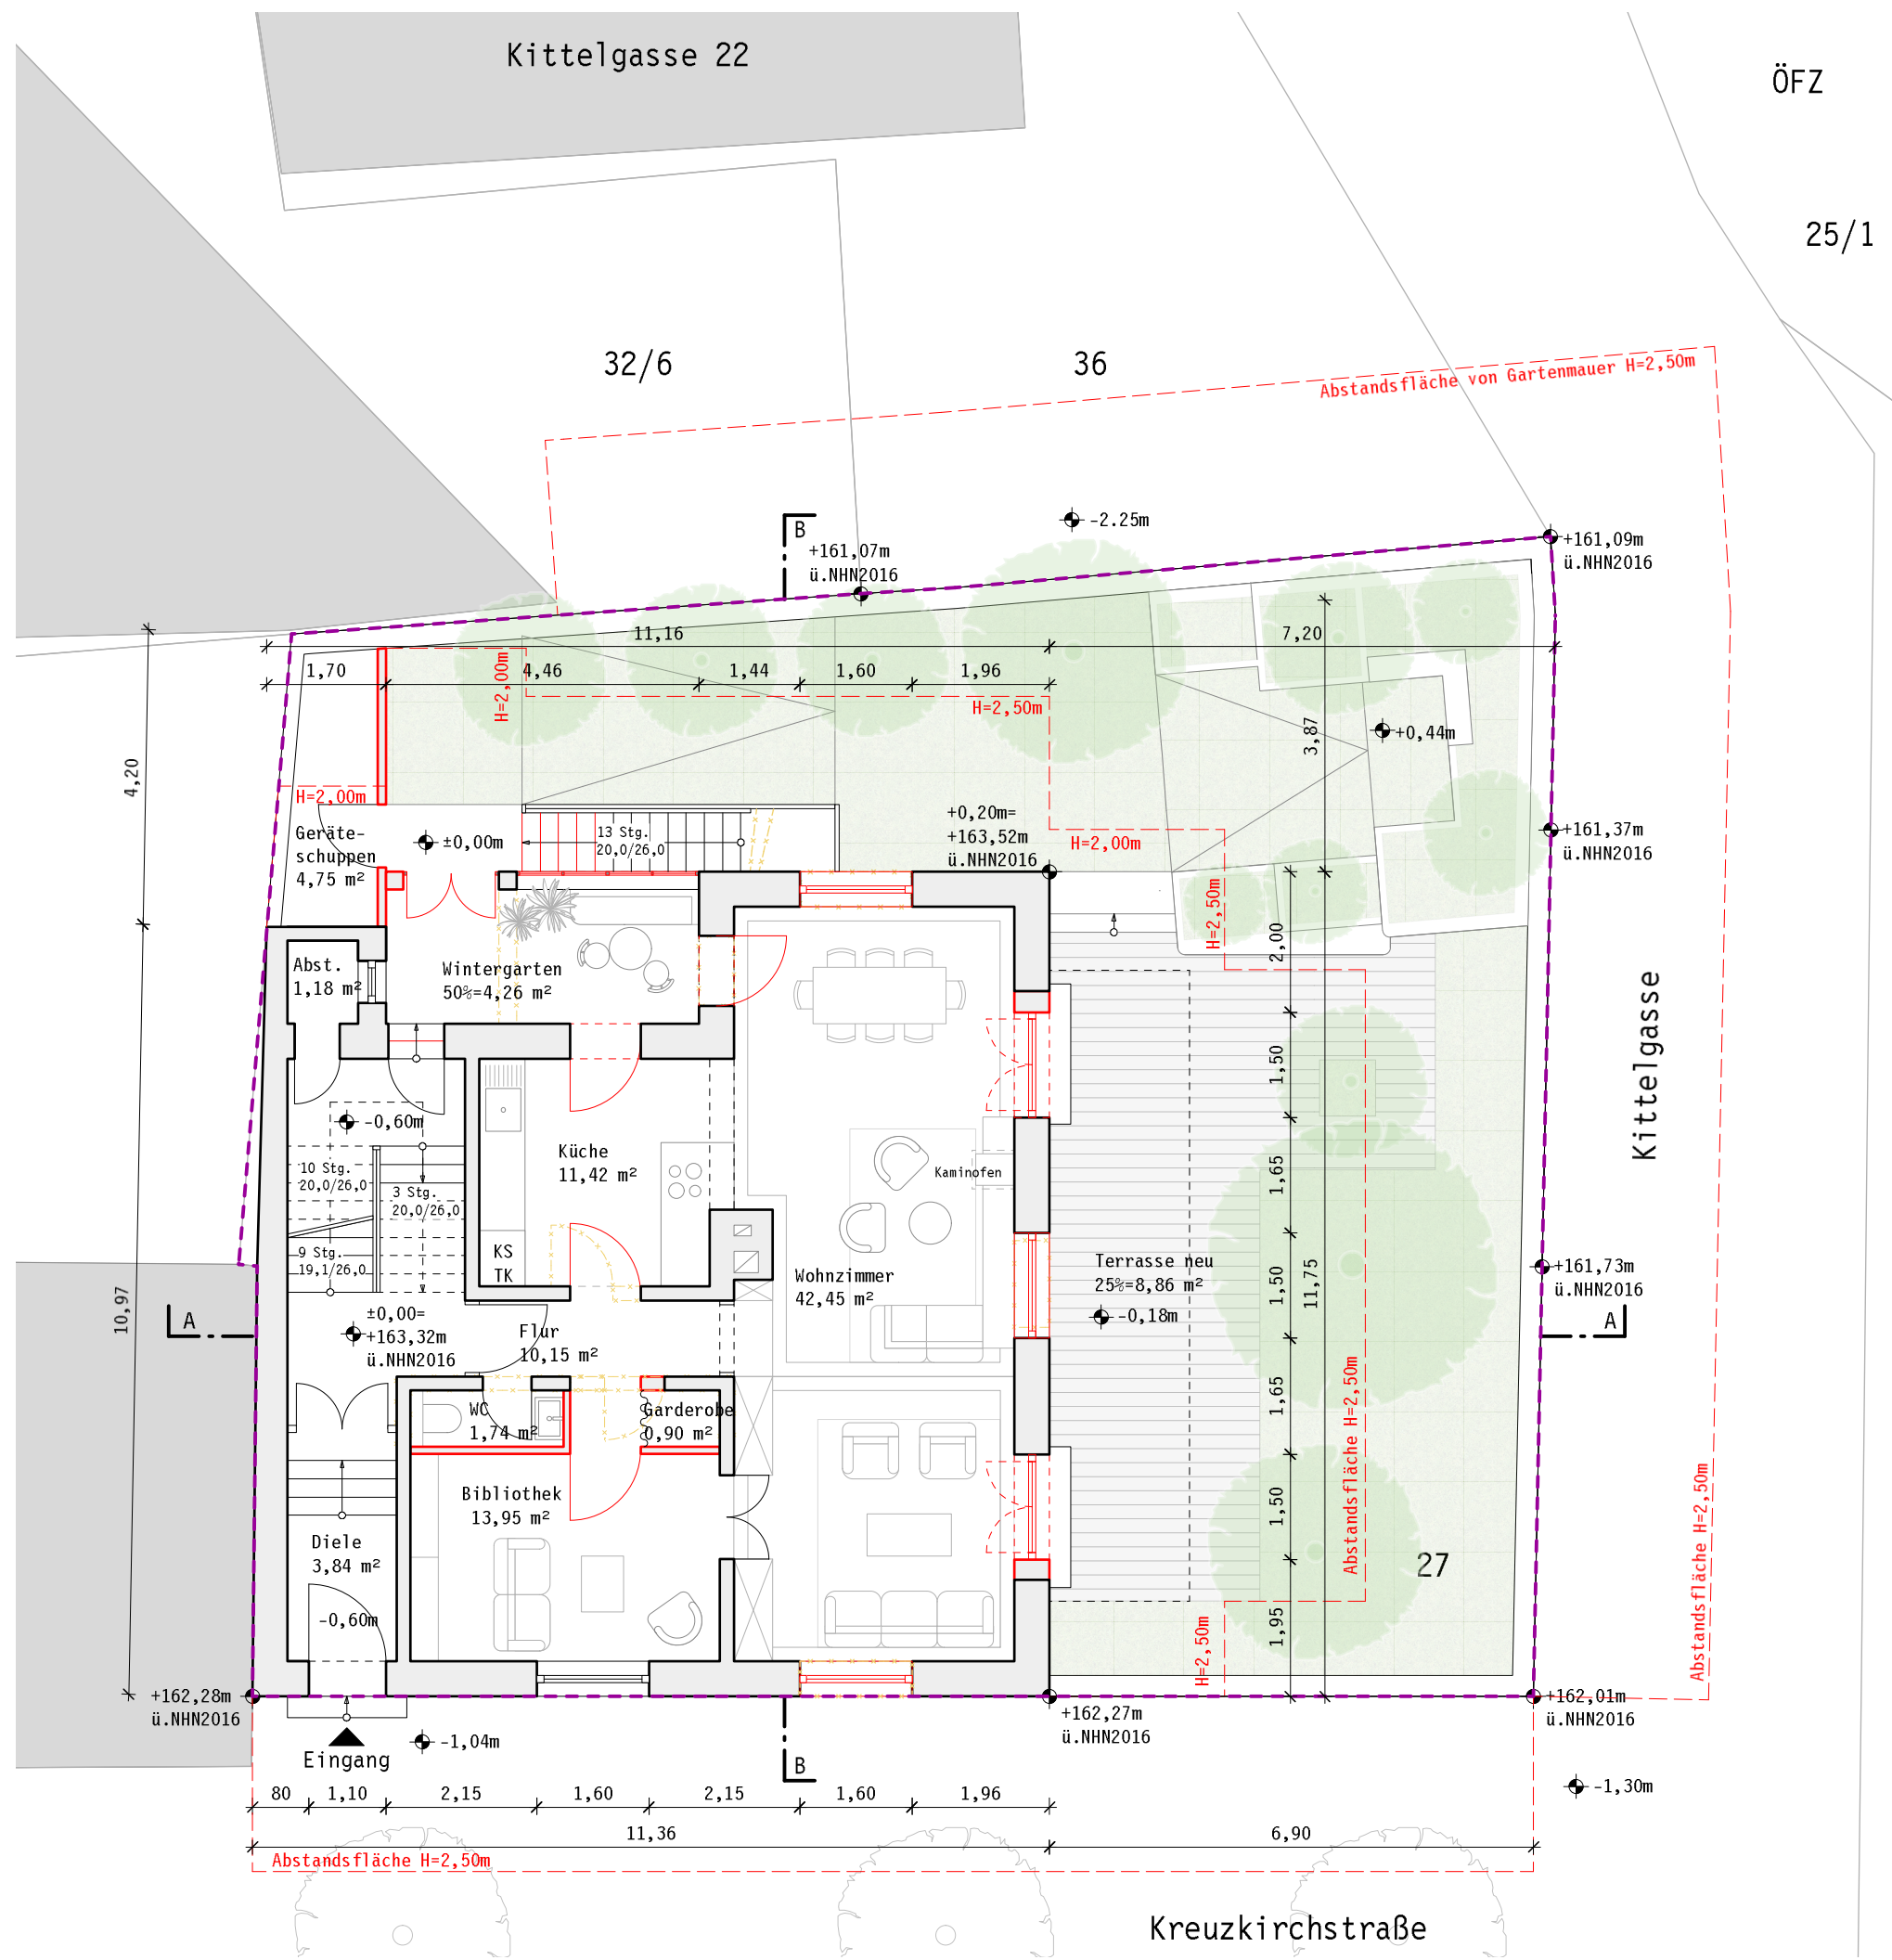 Kittelgasse 22
ÖFZ
25/1
32/6
36
Abstandsfläche von Gartenmauer H=2,50m
B
-2.25m
+161,07m
ü.NHN2016
+161,09m
ü.NHN2016
11,16
7,20
1,70
4,46
1,44
1,60
1,96
H=2,00m
H=2,50m
3,87
+0,44m
4,20
H=2,00m
Geräte-
schuppen
4,75 m²
±0,00m
13 Stg.
20,0/26,0
+0,20m=
+163,52m
ü.NHN2016
H=2,00m
+161,37m
ü.NHN2016
H=2,50m
2,00
Abst.
1,18 m²
Wintergarten
50%=4,26 m²
Kittelgasse
1,50
-0,60m
Küche
11,42 m²
Kaminofen
1,65
10 Stg.
20,0/26,0
3 Stg.
20,0/26,0
9 Stg.
19,1/26,0
KS
TK
Wohnzimmer
42,45 m²
Terrasse neu
25%=8,86 m²
-0,18m
1,50
11,75
+161,73m
ü.NHN2016
10,97
A
A
±0,00=
+163,32m
ü.NHN2016
Flur
10,15 m²
1,65
Abstandsfläche H=2,50m
WC
1,74 m²
Garderobe
0,90 m²
Bibliothek
13,95 m²
1,50
Abstandsfläche H=2,50m
Diele
3,84 m²
27
-0,60m
1,95
H=2,50m
+162,28m
ü.NHN2016
+162,27m
ü.NHN2016
+162,01m
ü.NHN2016
Eingang
-1,04m
B
-1,30m
80
1,10
2,15
1,60
2,15
1,60
1,96
11,36
6,90
Abstandsfläche H=2,50m
Kreuzkirchstraße